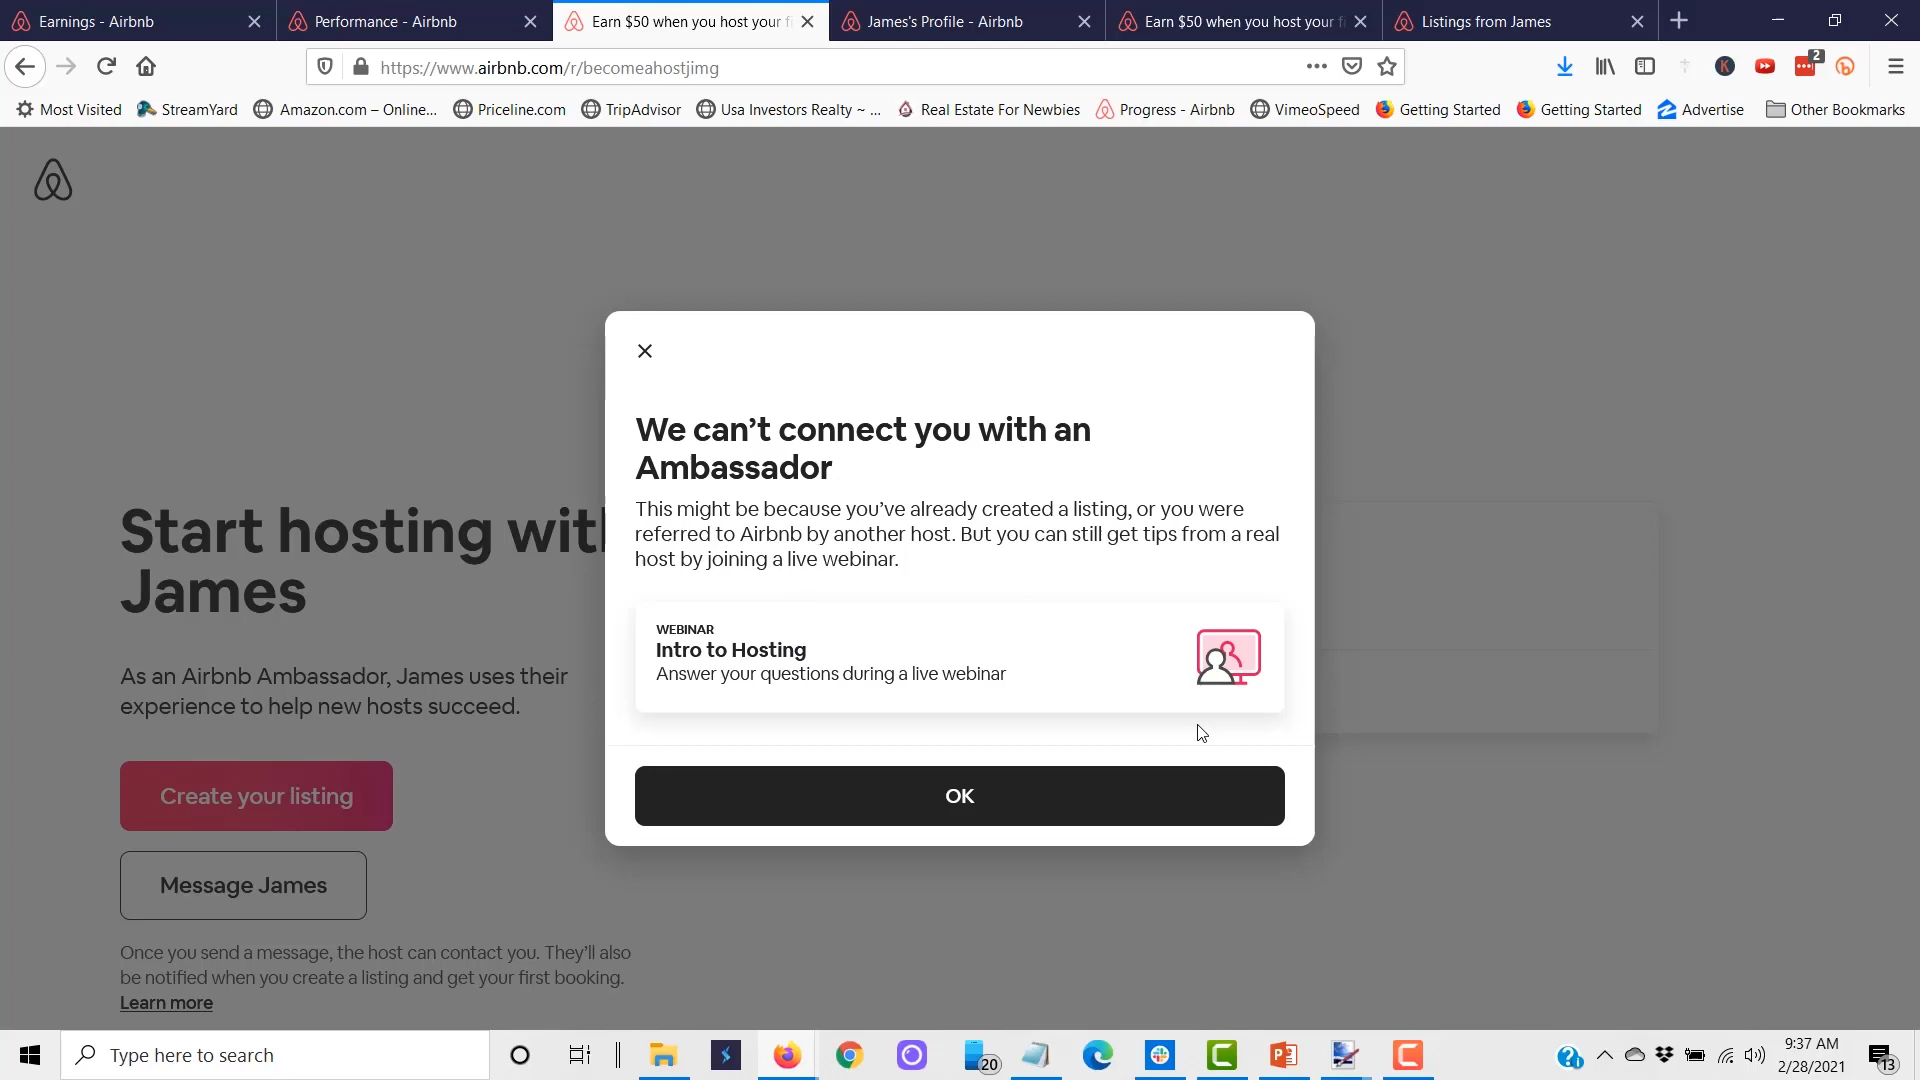 Earnings - Airbnb
Performance - Airbnb
Earn $50 when you host your fi
James's Profile - Airbnb
Earn $50 when you host your fi
Listings from James
https://www.airbnb.com/r/becomeahostjimg
2
Most Visited
StreamYard
Amazon.com – Online...
Priceline.com
TripAdvisor
Usa Investors Realty ~ ...
Real Estate For Newbies
Progress - Airbnb
VimeoSpeed
Getting Started
Getting Started
Advertise
Other Bookmarks
We can’t connect you with an
Ambassador
This might be because you’ve already created a listing, or you were
referred to Airbnb by another host. But you can still get tips from a real
host by joining a live webinar.
WEBINAR
Intro to Hosting
Answer your questions during a live webinar
OK
Start hosting with
James
As an Airbnb Ambassador, James uses their
experience to help new hosts succeed.
Create your listing
Message James
Once you send a message, the host can contact you. They’ll also
be notified when you create a listing and get your first booking.
Learn more
Type here to search
20
9:37 AM
2/28/2021
13